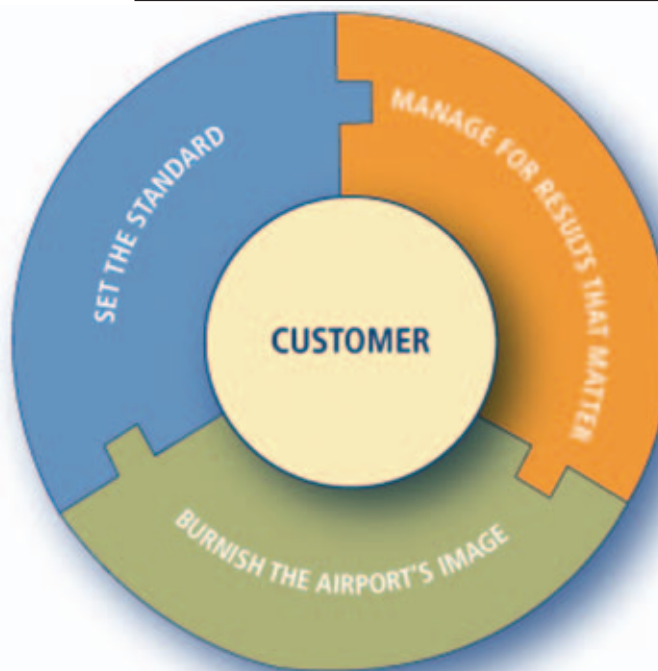 SET THE STANDARD
MANAGE FOR RESULTS THAT MATTER
CUSTOMER
BURNISH THE AIRPORT'S IMAGE